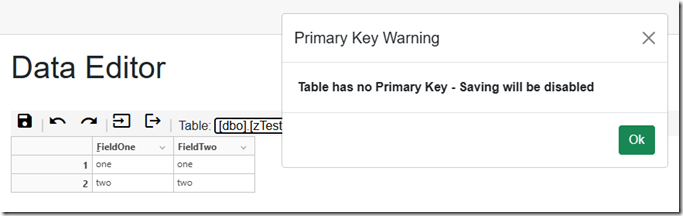 Primary Key Warning
Data Editor
Table has no Primary Key - Saving will be disabled
Table: [dbo].[zTest
Ok
FieldOne FieldTwo
1 one one
2 two two